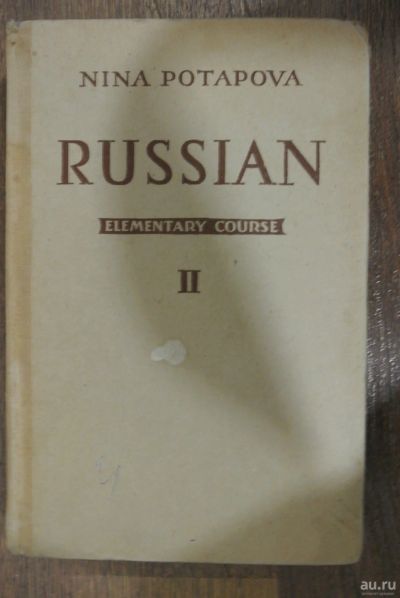 NINA POTAPOVA
RUSSIAN
ELEMENTARY COURSE
II
au.ru